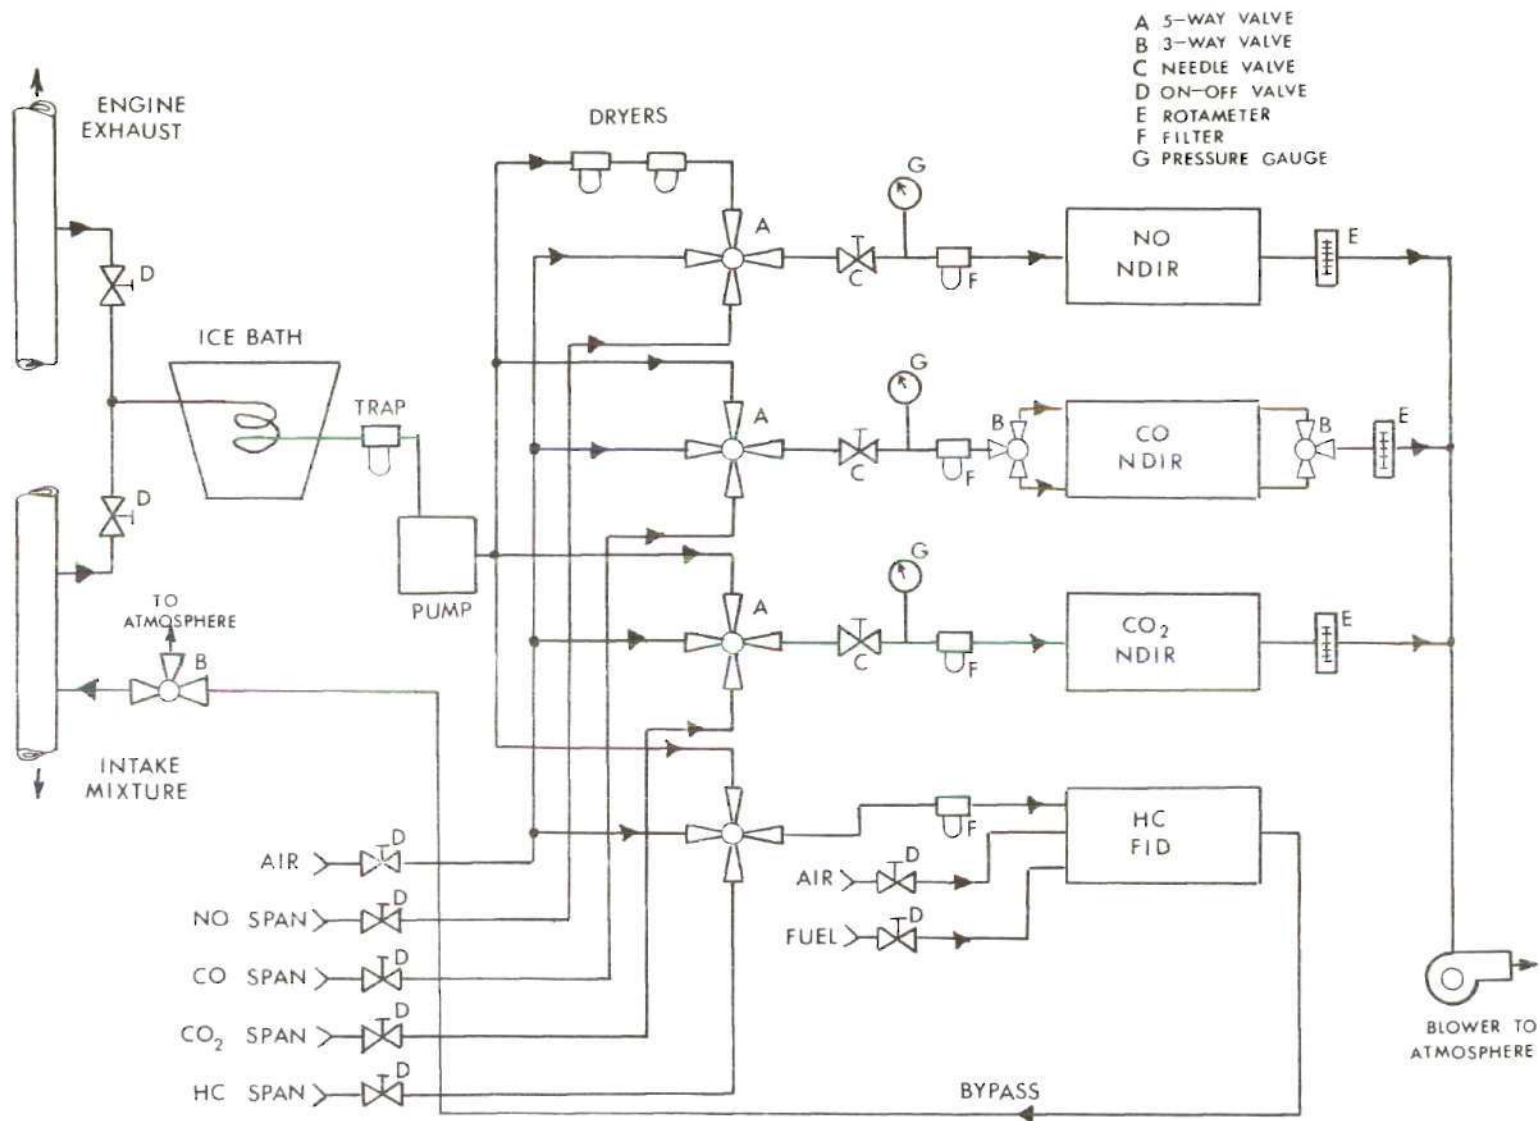 A 5-WAY VALVE
B 3-WAY VALVE
C NEEDLE VALVE
D ON-OFF VALVE
E ROTAMETER
F FILTER
G PRESSURE GAUGE
ENGINE
EXHAUST
DRYERS
G
A
C
F
NO
NDIR
E
D
ICE BATH
TRAP
G
A
C
F
B
CO
NDIR
B
E
D
PUMP
G
A
C
F
CO₂
NDIR
E
TO
ATMOSPHERE
B
INTAKE
MIXTURE
F
HC
FID
AIR
D
AIR
D
NO SPAN
D
FUEL
D
CO SPAN
D
CO₂ SPAN
D
HC SPAN
D
BYPASS
BLOWER TO
ATMOSPHERE